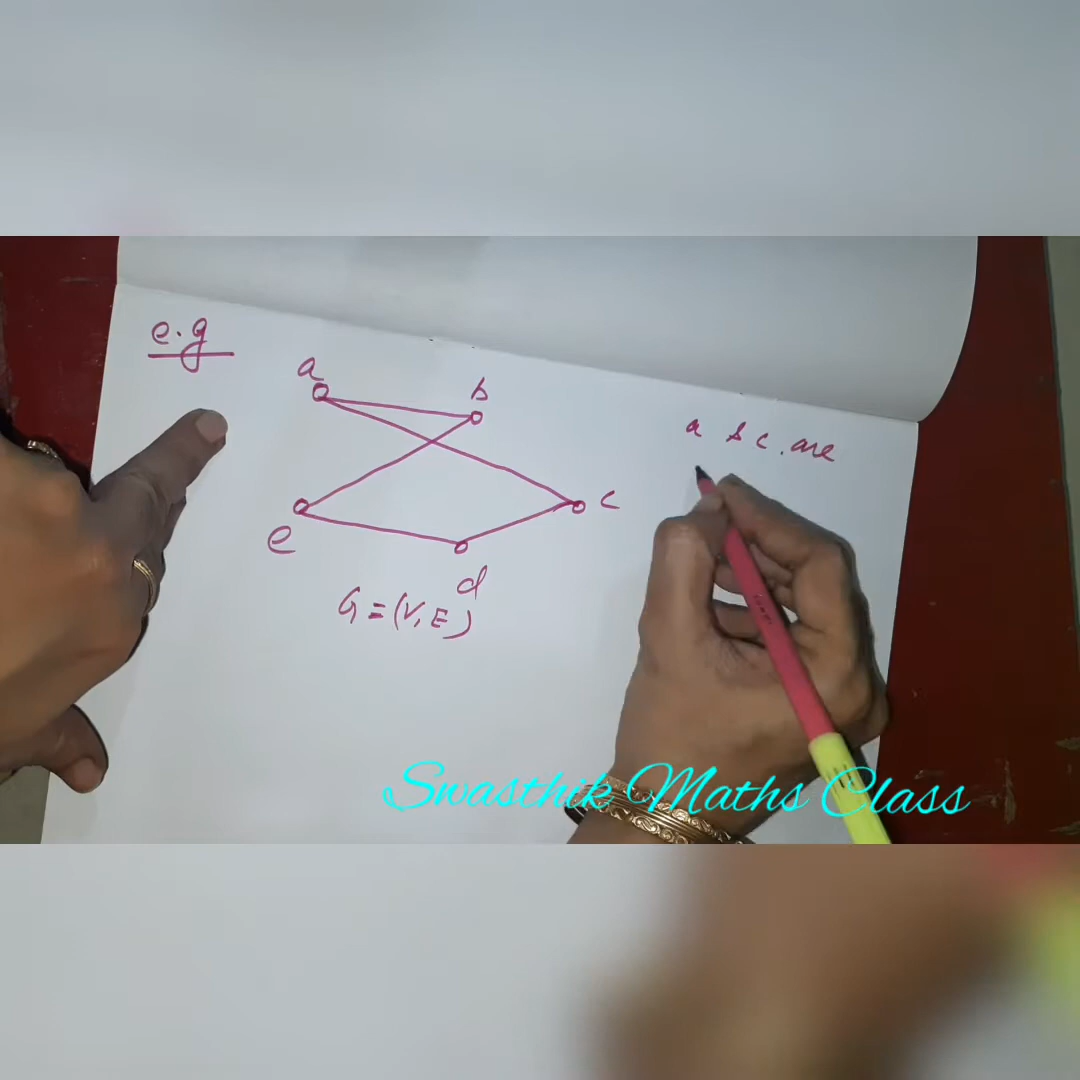 e.g
a
b
a & c. are
e
c
d
G = (V, E)
Swasthik Maths Class